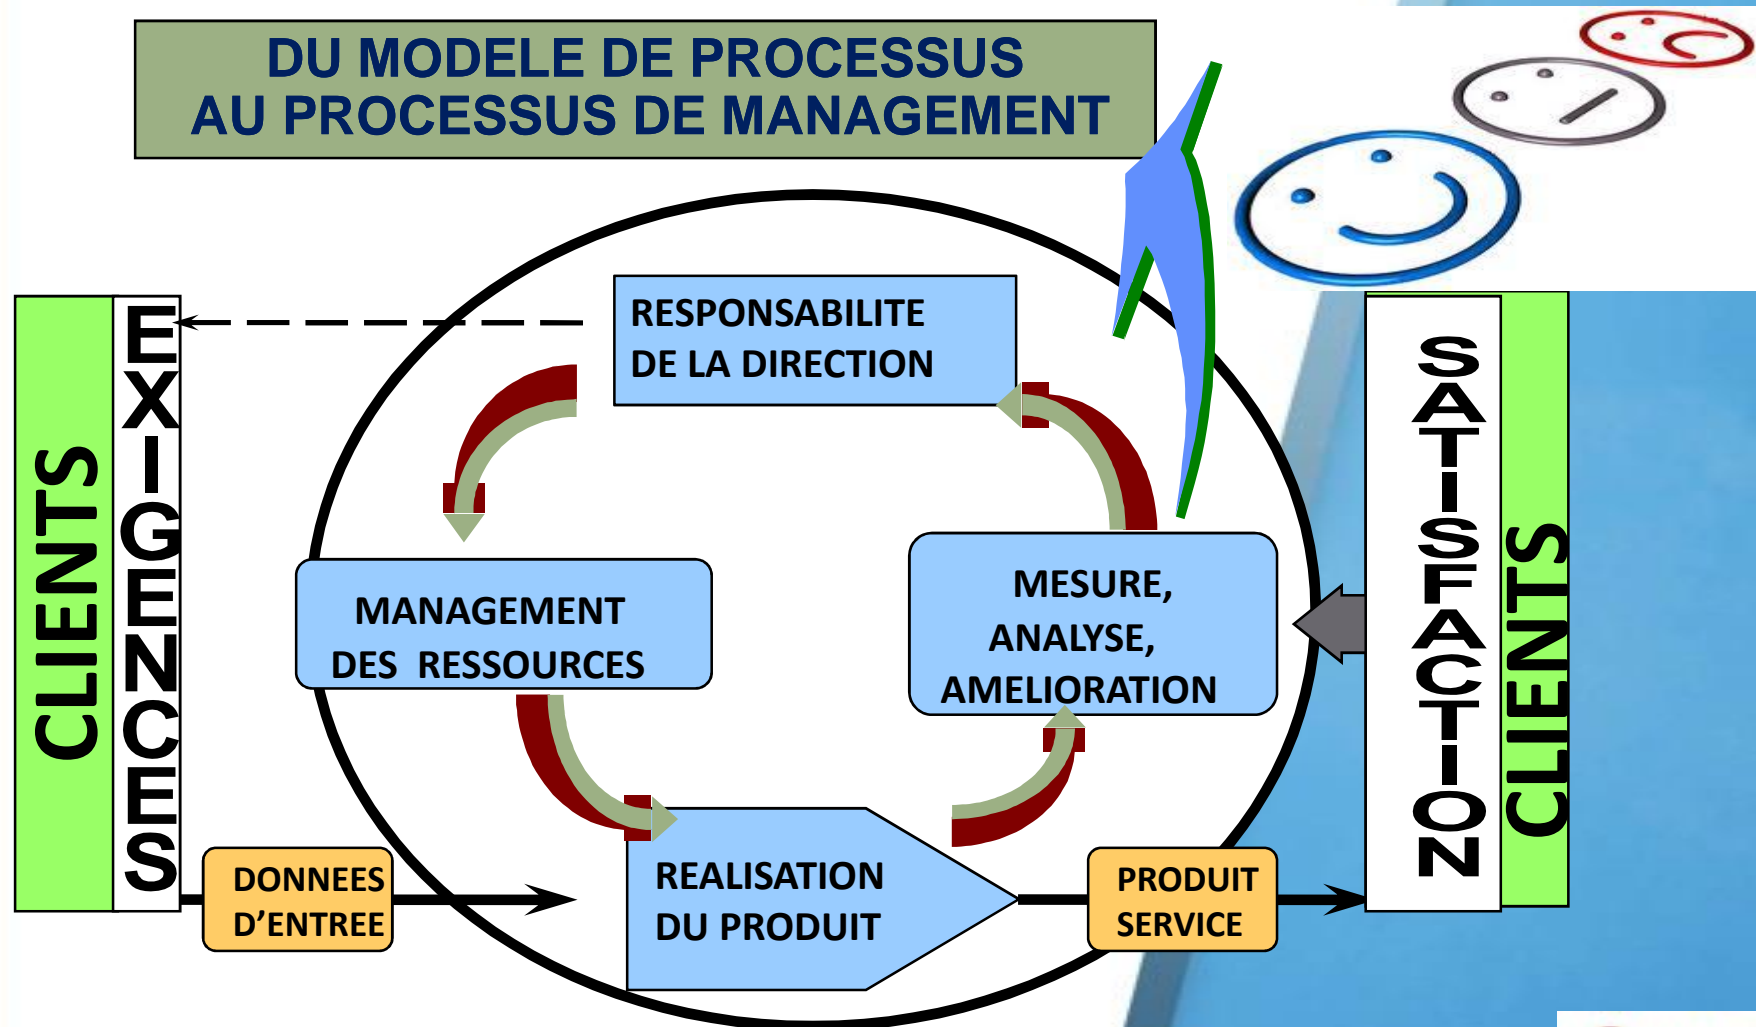 DU MODELE DE PROCESSUS
AU PROCESSUS DE MANAGEMENT
CLIENTS
EXIGENCES
RESPONSABILITE
DE LA DIRECTION
MANAGEMENT
DES RESSOURCES
MESURE,
ANALYSE,
AMELIORATION
REALISATION
DU PRODUIT
DONNEES
D'ENTREE
PRODUIT
SERVICE
SATISFACTION
CLIENTS